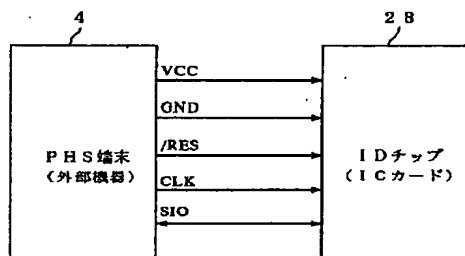 4
28
VCC
GND
/RES
CLK
SIO
PHS端末
(外部機器)
IDチップ
(ICカード)